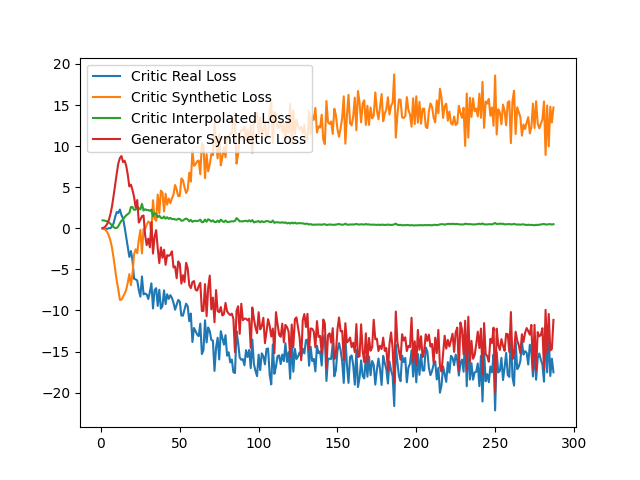 20
15
10
5
0
−5
−10
−15
−20
Critic Real Loss
Critic Synthetic Loss
Critic Interpolated Loss
Generator Synthetic Loss
0 50 100 150 200 250 300